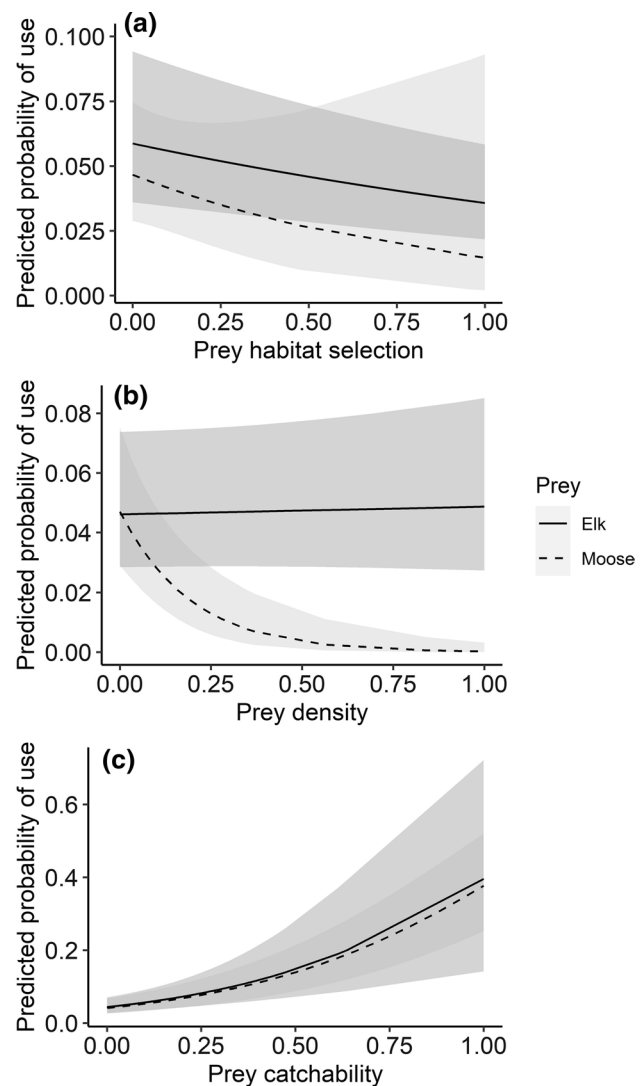 (a)
Predicted probability of use
0.100
0.075
0.050
0.025
0.000
0.00 0.25 0.50 0.75 1.00
Prey habitat selection
(b)
Predicted probability of use
0.08
0.06
0.04
0.02
0.00
0.00 0.25 0.50 0.75 1.00
Prey density
Prey
Elk
Moose
(c)
Predicted probability of use
0.6
0.4
0.2
0.0
0.00 0.25 0.50 0.75 1.00
Prey catchability